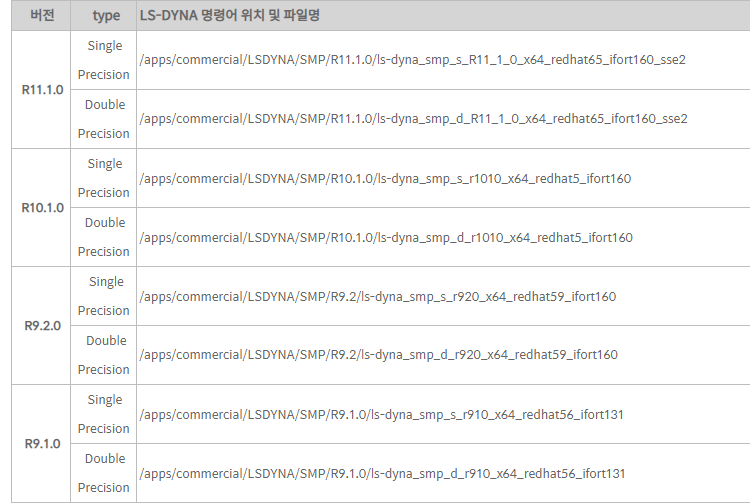 버전 type LS-DYNA 명령어 위치 및 파일명
R11.1.0
Single
Precision
/apps/commercial/LSDYNA/SMP/R11.1.0/ls-dyna_smp_s_R11_1_0_x64_redhat65_ifort160_sse2
Double
Precision
/apps/commercial/LSDYNA/SMP/R11.1.0/ls-dyna_smp_d_R11_1_0_x64_redhat65_ifort160_sse2
R10.1.0
Single
Precision
/apps/commercial/LSDYNA/SMP/R10.1.0/ls-dyna_smp_s_r1010_x64_redhat5_ifort160
Double
Precision
/apps/commercial/LSDYNA/SMP/R10.1.0/ls-dyna_smp_d_r1010_x64_redhat5_ifort160
R9.2.0
Single
Precision
/apps/commercial/LSDYNA/SMP/R9.2/ls-dyna_smp_s_r920_x64_redhat59_ifort160
Double
Precision
/apps/commercial/LSDYNA/SMP/R9.2/ls-dyna_smp_d_r920_x64_redhat59_ifort160
R9.1.0
Single
Precision
/apps/commercial/LSDYNA/SMP/R9.1.0/ls-dyna_smp_s_r910_x64_redhat56_ifort131
Double
Precision
/apps/commercial/LSDYNA/SMP/R9.1.0/ls-dyna_smp_d_r910_x64_redhat56_ifort131